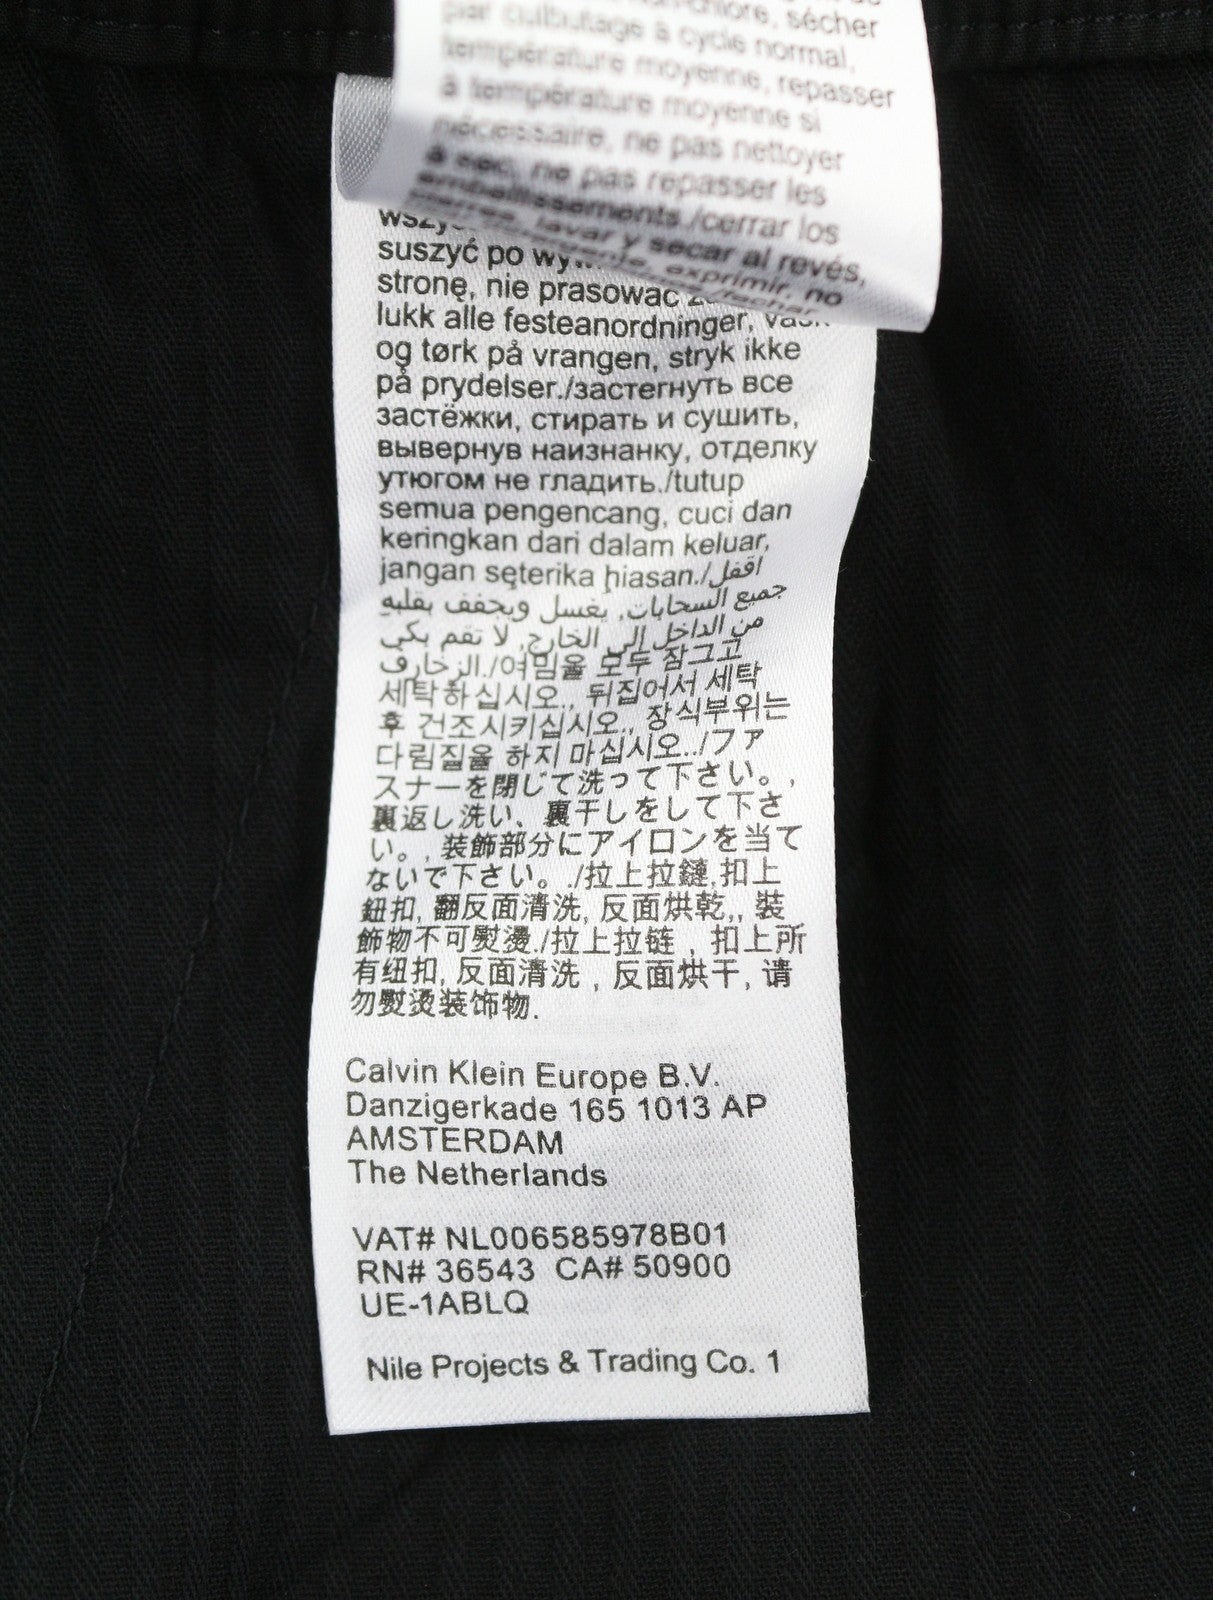 par culbutage à cycle normal,
température moyenne, repasser
à température moyenne si
nécessaire, ne pas nettoyer
à sec, ne pas repasser les
embellissements./cerrar los
lavar y secar al revés,
exprimir, no
suszyć po
stronę, nie prasować
lukk alle festeanordninger, vask
og tørk på vrangen, stryk ikke
på prydelser./застегнуть все
застёжки, стирать и сушить,
вывернув наизнанку, отделку
утюгом не гладить./tutup
semua pengencang, cuci dan
keringkan dari dalam keluar,
jangan seterika hiasan./اقفل
جميع السحابات, يغسل ويجفف بقلبه
من الداخل إلى الخارج, لا تقم بكي
الزخارف./여밈을 모두 잠그고
세탁하십시오., 뒤집어서 세탁
후 건조시키십시오., 장식부위는
다림질을 하지 마십시오../ファ
スナーを閉じて洗って下さい。,
裏返し洗い、裏干しをして下さ
い。, 装飾部分にアイロンを当て
ないで下さい。./拉上拉鏈,扣上
鈕扣, 翻反面清洗, 反面烘乾,, 裝
飾物不可熨燙./拉上拉链 , 扣上所
有纽扣, 反面清洗 , 反面烘干, 请
勿熨烫装饰物.
Calvin Klein Europe B.V.
Danzigerkade 165 1013 AP
AMSTERDAM
The Netherlands
VAT# NL006585978B01
RN# 36543 CA# 50900
UE-1ABLQ
Nile Projects & Trading Co. 1